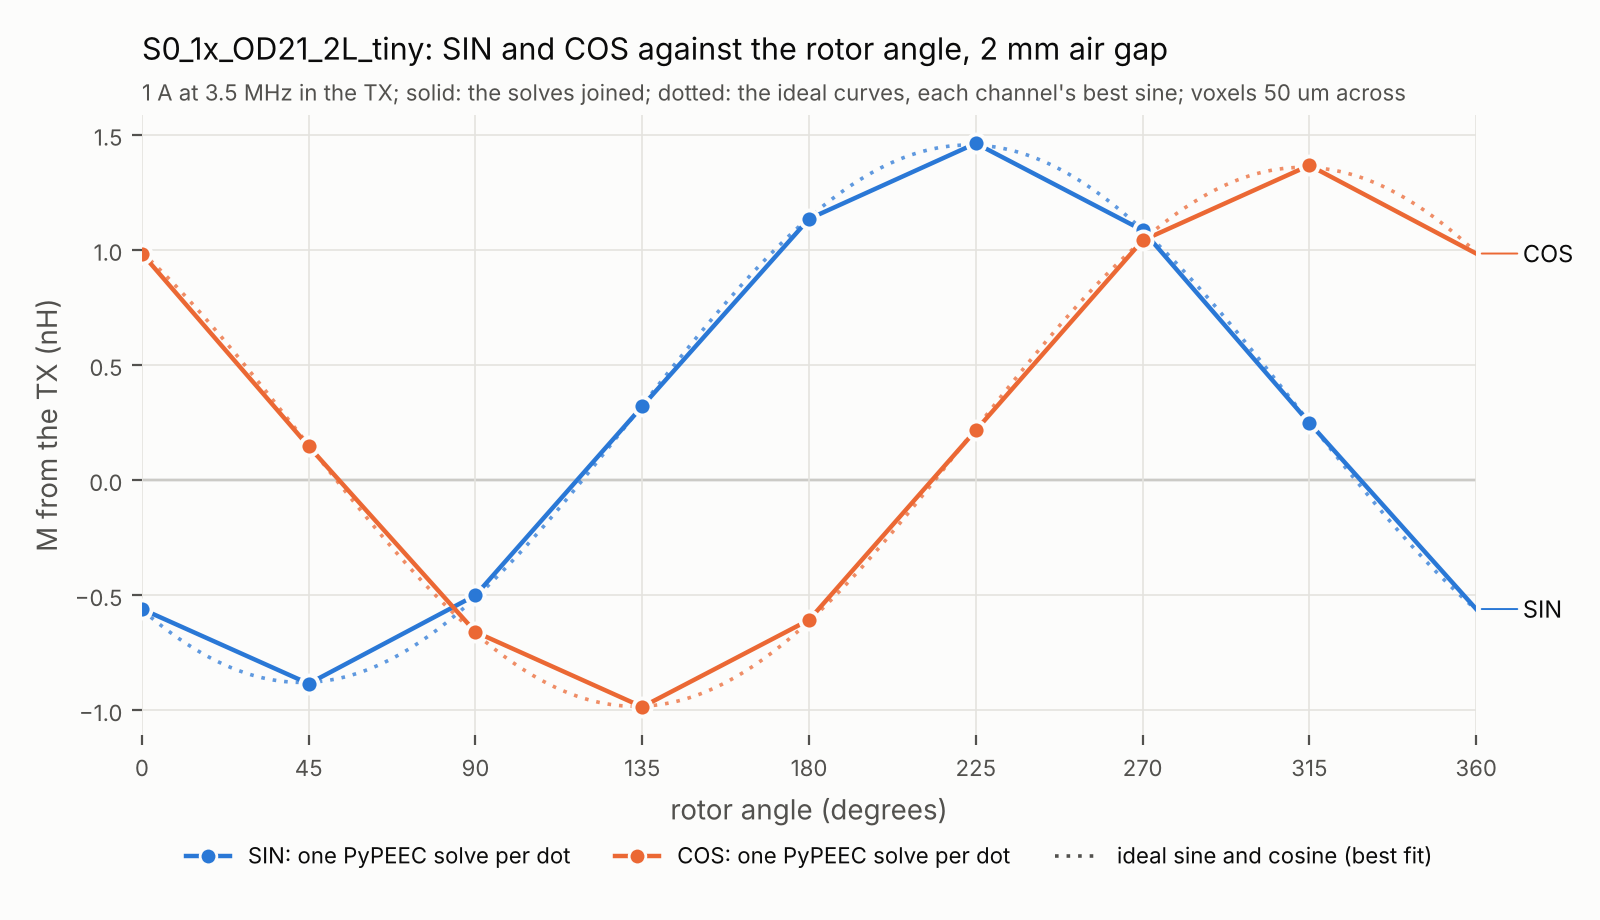 S0_1x_OD21_2L_tiny: SIN and COS against the rotor angle, 2 mm air gap
1 A at 3.5 MHz in the TX; solid: the solves joined; dotted: the ideal curves, each channel's best sine; voxels 50 um across
M from the TX (nH)
1.5
1.0
0.5
0.0
−0.5
−1.0
COS
SIN
0 45 90 135 180 225 270 315 360
rotor angle (degrees)
SIN: one PyPEEC solve per dot COS: one PyPEEC solve per dot ideal sine and cosine (best fit)